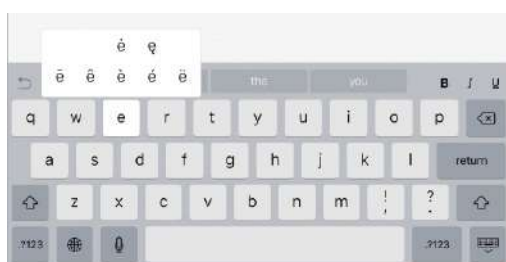 ė ę
ē ê è é ë
the you B I U
q w e r t y u i o p
a s d f g h j k l return
z x c v b n m ! , ? .
.?123 .?123